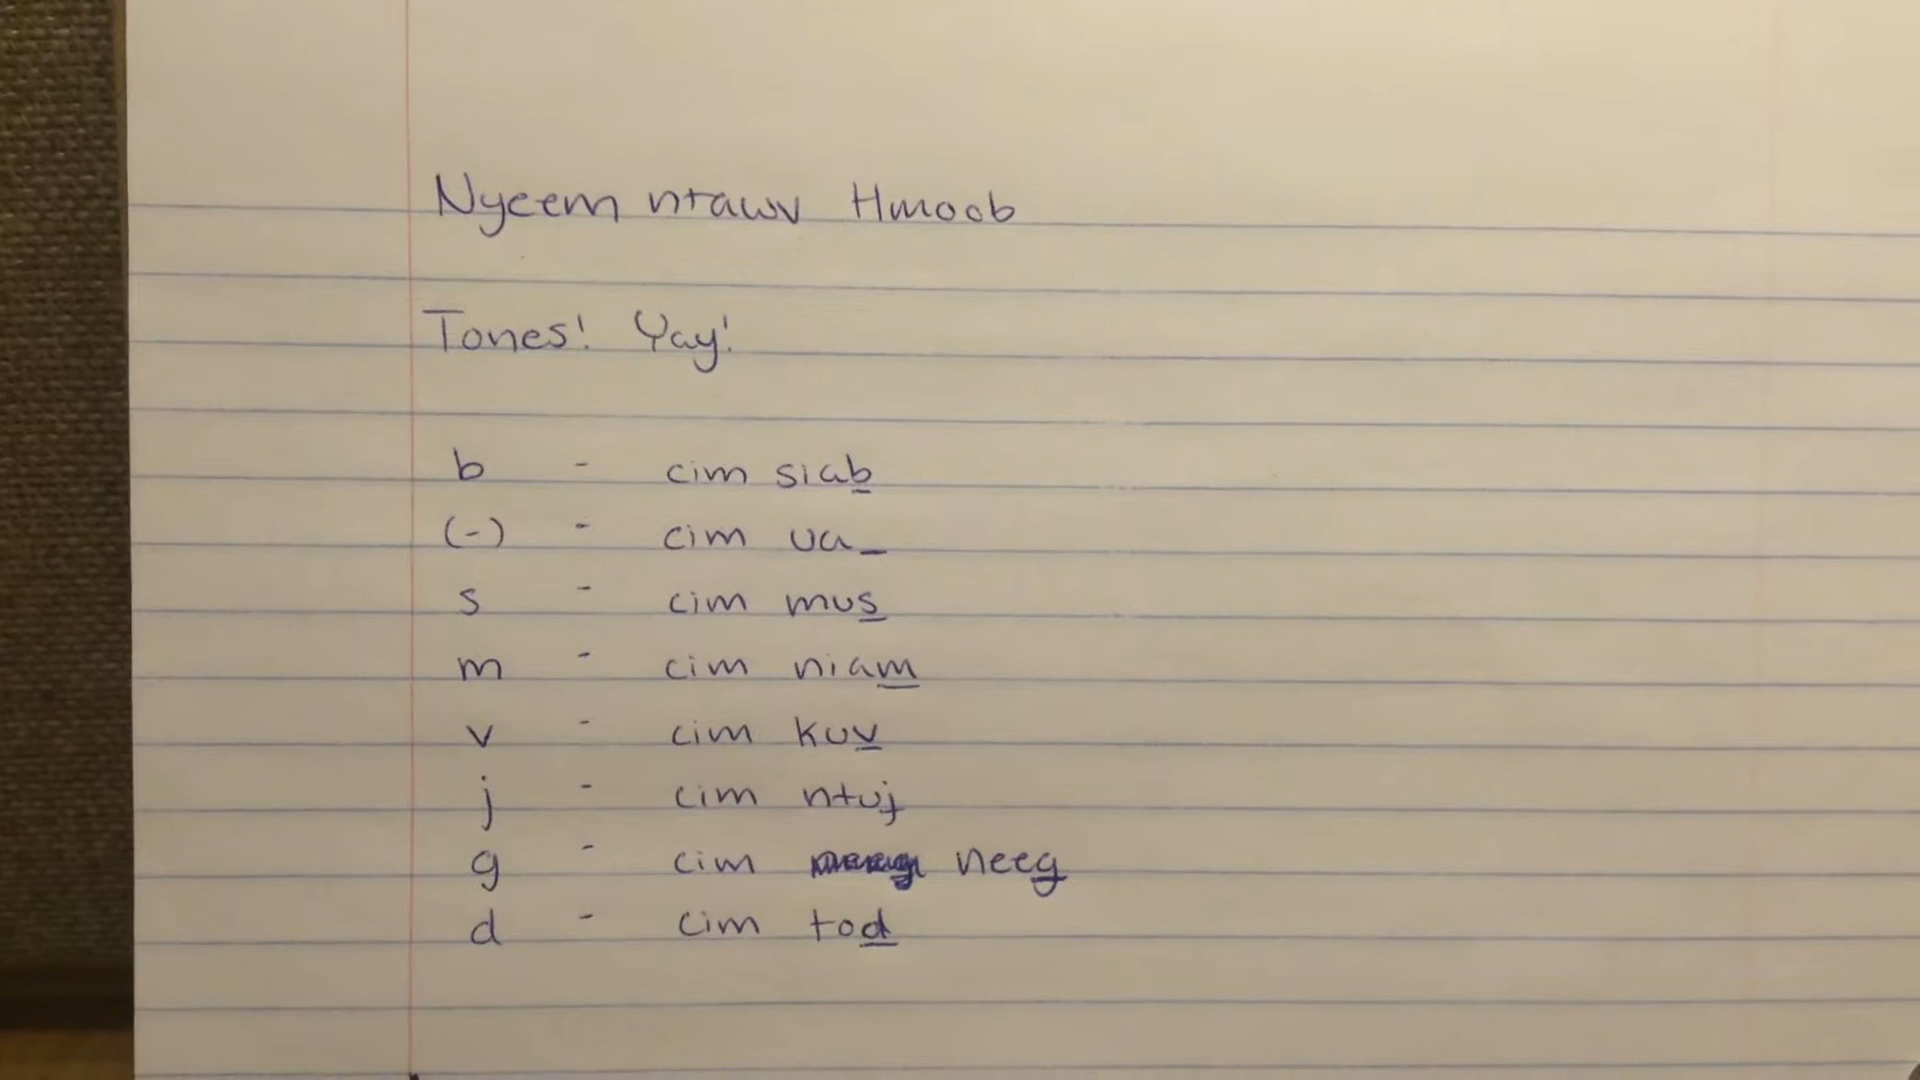 Nyeem ntawv Hmoob
Tones! Yay!
b - cim siab
(-) - cim ua_
s - cim mus
m - cim niam
v - cim kuv
j - cim ntuj
g - cim neeg
d - cim tod